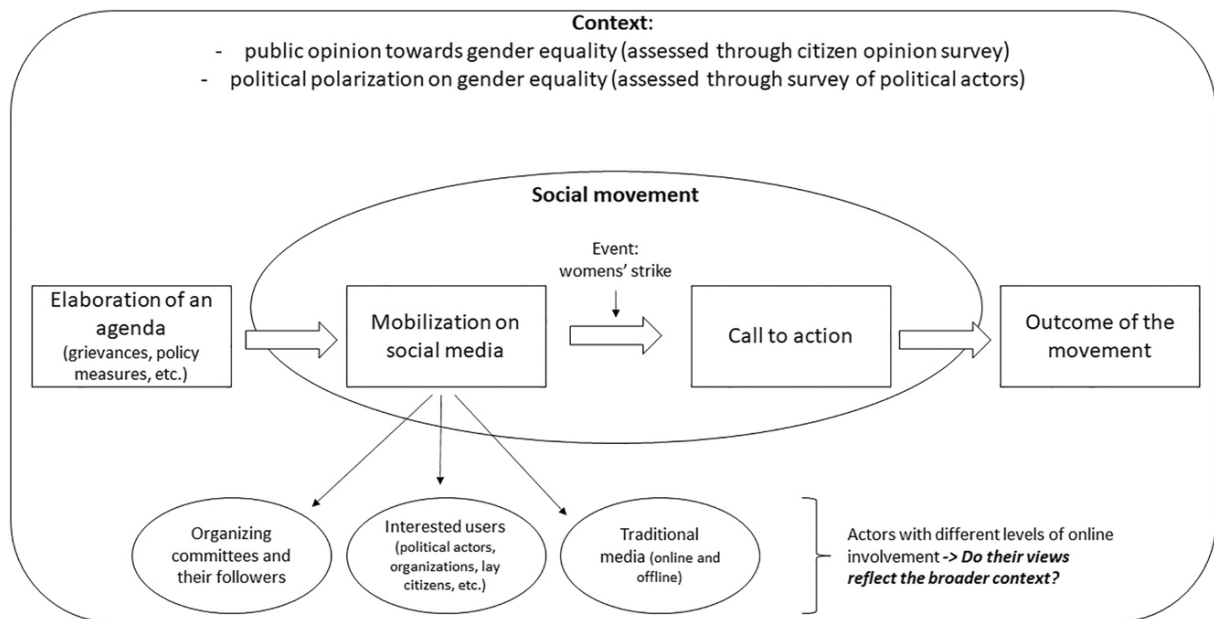 Context:
- public opinion towards gender equality (assessed through citizen opinion survey)
- political polarization on gender equality (assessed through survey of political actors)
Social movement
Event:
womens' strike
Elaboration of an
agenda
(grievances, policy
measures, etc.)
Mobilization on
social media
Call to action
Outcome of the
movement
Organizing
committees and
their followers
Interested users
(political actors,
organizations, lay
citizens, etc.)
Traditional
media (online and
offline)
Actors with different levels of online
involvement -> Do their views
reflect the broader context?